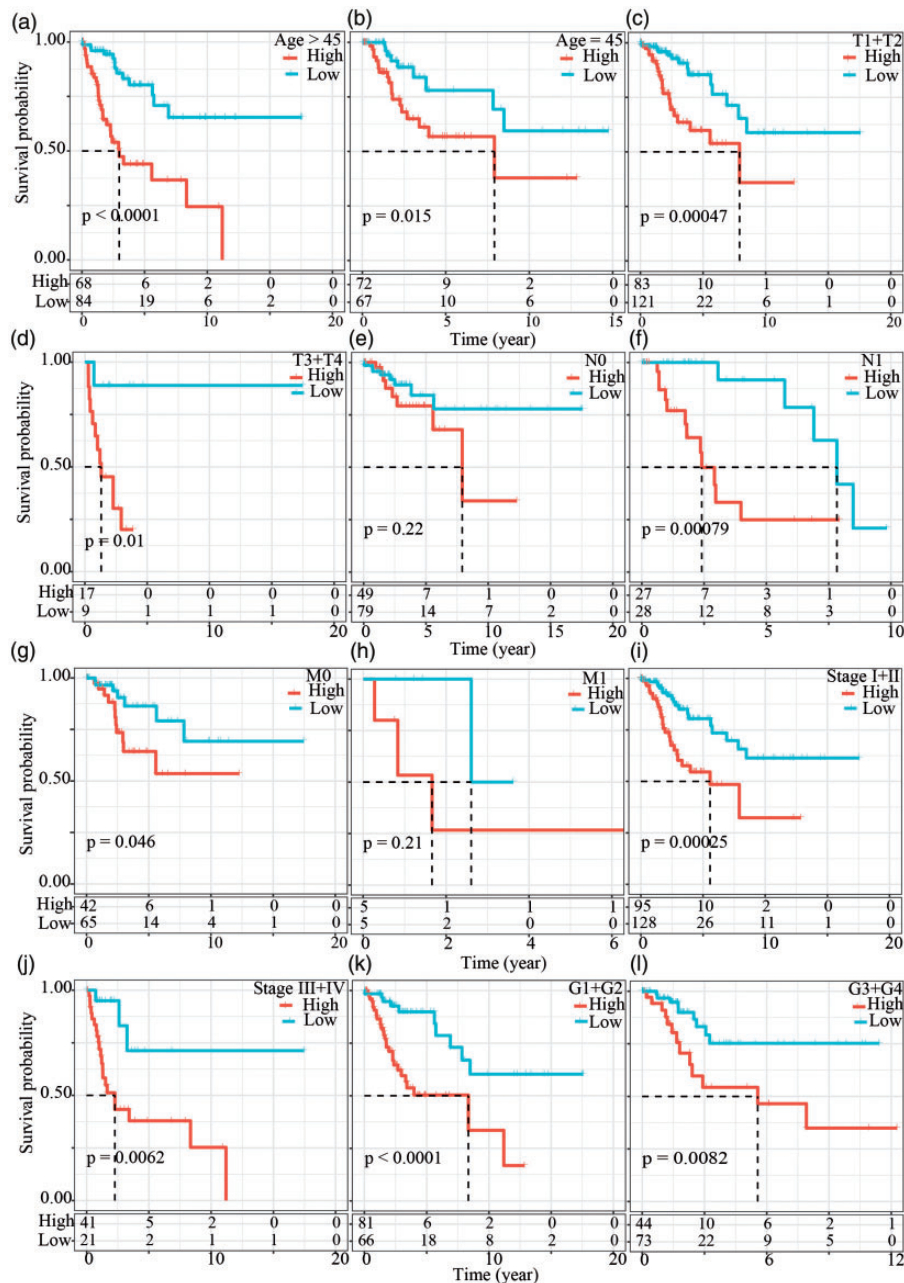 (a) (b) (c)
Survival probability
1.00
0.50
0.00
Age > 45
High
Low
p < 0.0001
Age = 45
High
Low
p = 0.015
T1+T2
High
Low
p = 0.00047
High 68 6 2 0 0
Low 84 19 6 2 0
0 10 20
72 9 2 0
67 10 6 0
0 5 10 15
Time (year)
83 10 1 0 0
121 22 6 1 0
0 10 20
(d) (e) (f)
Survival probability
1.00
0.50
0.00
T3+T4
High
Low
p = 0.01
N0
High
Low
p = 0.22
N1
High
Low
p = 0.00079
High 17 0 0 0 0
Low 9 1 1 1 0
0 10 20
49 7 1 0 0
79 14 7 2 0
0 5 10 15 20
Time (year)
27 7 3 1 0
28 12 8 3 0
0 5 10
(g) (h) (i)
Survival probability
1.00
0.50
0.00
M0
High
Low
p = 0.046
M1
High
Low
p = 0.21
Stage I+II
High
Low
p = 0.00025
High 42 6 1 0 0
Low 65 14 4 1 0
0 10 20
5 1 1 1
5 2 0 0
2 4 6
Time (year)
95 10 2 0 0
128 26 11 1 0
0 10 20
(j) (k) (l)
Survival probability
1.00
0.50
0.00
Stage III+IV
High
Low
p = 0.0062
G1+G2
High
Low
p < 0.0001
G3+G4
High
Low
p = 0.0082
High 41 5 2 0 0
Low 21 2 1 1 0
0 10 20
81 6 2 0 0
66 18 8 2 0
0 10 20
Time (year)
44 10 6 2 1
73 22 9 5 0
0 6 12